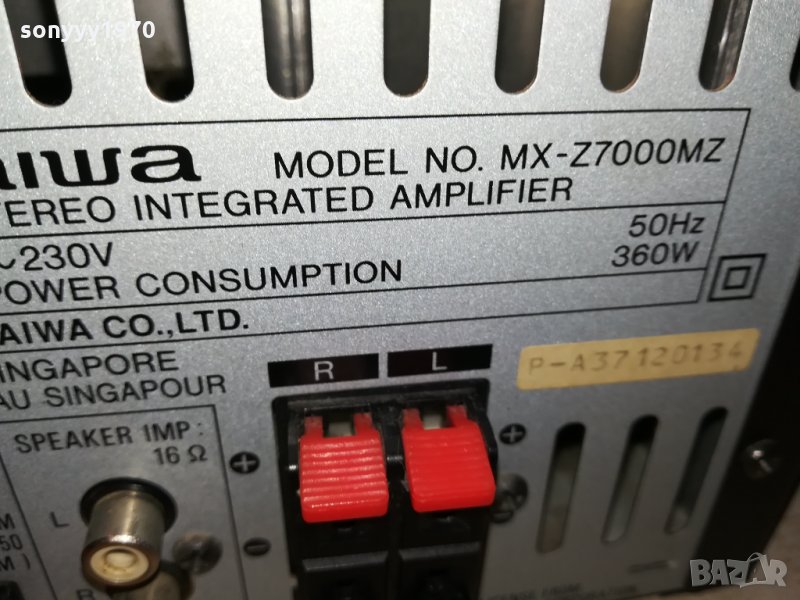 sonyyy1970
aiwa MODEL NO. MX-Z7000MZ
STEREO INTEGRATED AMPLIFIER
~230V 50Hz
POWER CONSUMPTION 360W
AIWA CO.,LTD.
SINGAPORE
AU SINGAPOUR
R L
P-A37120134
SPEAKER IMP:
16 Ω
+ +
L
−
R
BAZAR